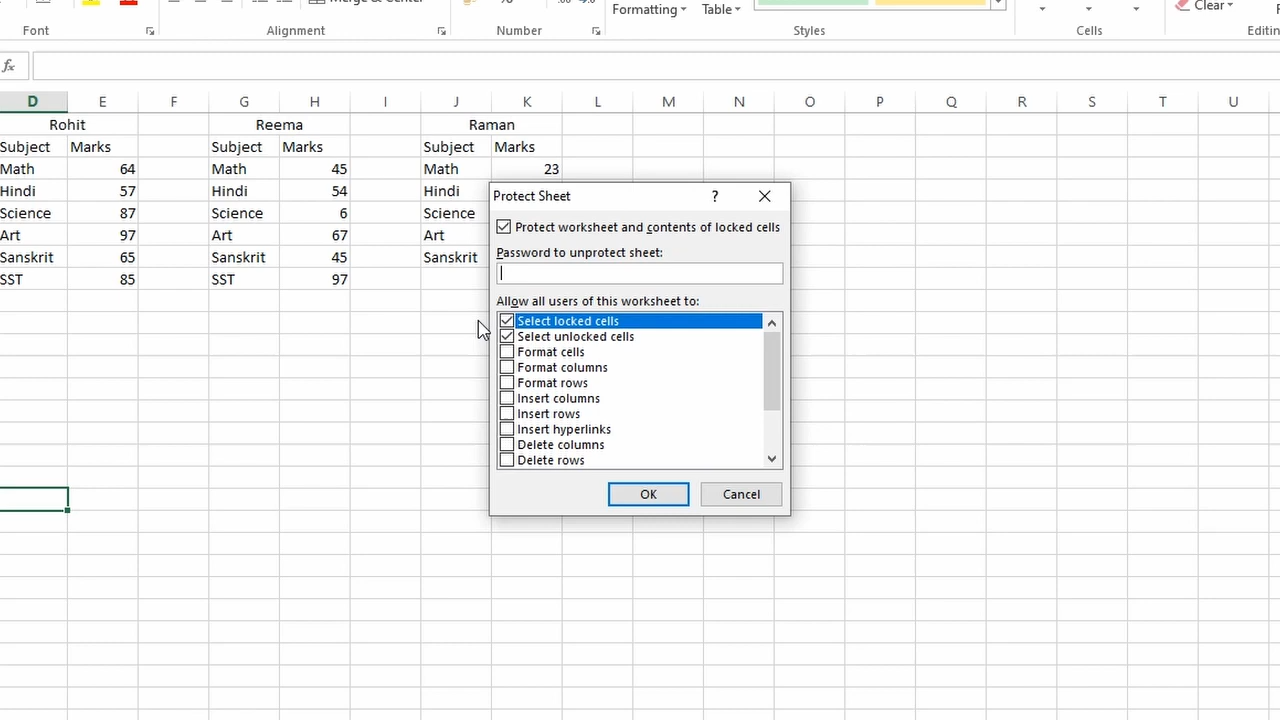 Merge & Center
%
Formatting
Table
Clear
Font
Alignment
Number
Styles
Cells
Editin
fx
D E F G H I J K L M N O P Q R S T U
Rohit Reema Raman
Subject Marks Subject Marks Subject Marks
Math 64 Math 45 Math 23
Hindi 57 Hindi 54 Hindi
Science 87 Science 6 Science
Art 97 Art 67 Art
Sanskrit 65 Sanskrit 45 Sanskrit
SST 85 SST 97
Protect Sheet ?
Protect worksheet and contents of locked cells
Password to unprotect sheet:
Allow all users of this worksheet to:
Select locked cells
Select unlocked cells
Format cells
Format columns
Format rows
Insert columns
Insert rows
Insert hyperlinks
Delete columns
Delete rows
OK Cancel